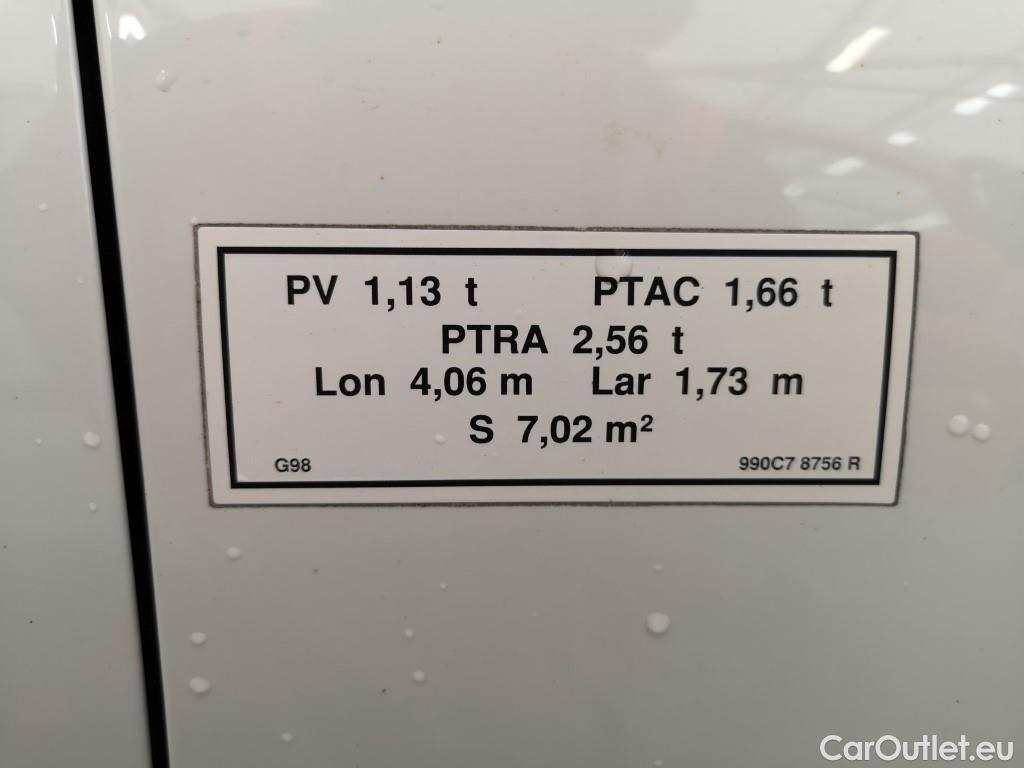 PV 1,13 t PTAC 1,66 t
PTRA 2,56 t
Lon 4,06 m Lar 1,73 m
S 7,02 m²
G98 990C7 8756 R
CarOutlet.eu